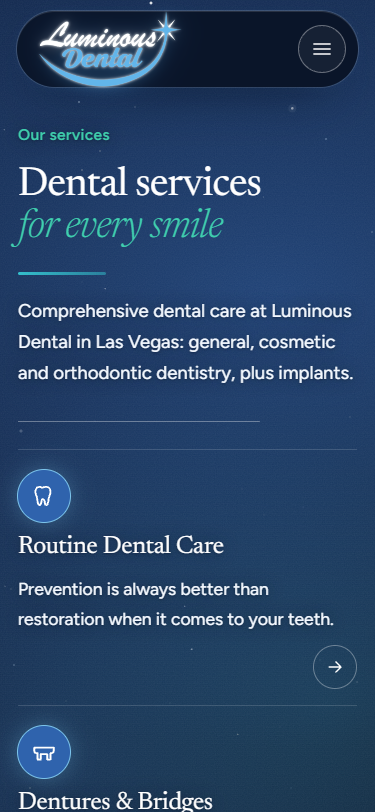 Luminous
Dental
Our services
Dental services
for every smile
Comprehensive dental care at Luminous
Dental in Las Vegas: general, cosmetic
and orthodontic dentistry, plus implants.
Routine Dental Care
Prevention is always better than
restoration when it comes to your teeth.
Dentures & Bridges